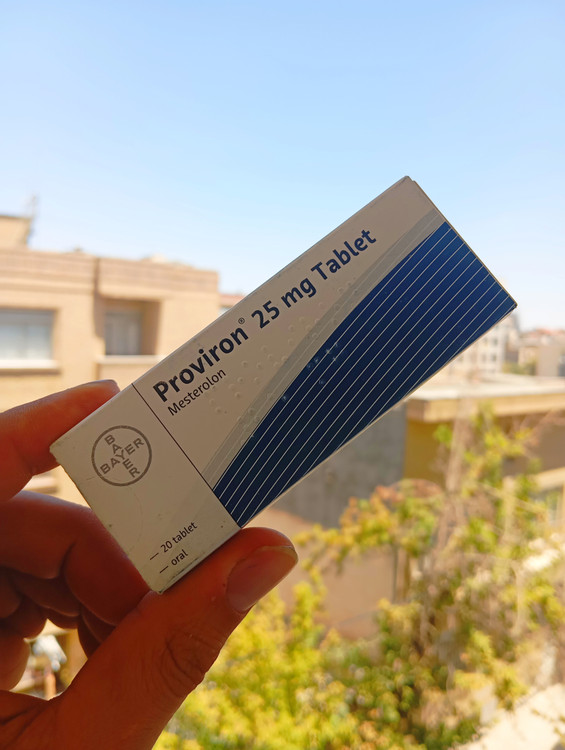 Proviron® 25 mg Tablet
Mesterolon
BAYER
BAYER
— 20 tablet
— oral